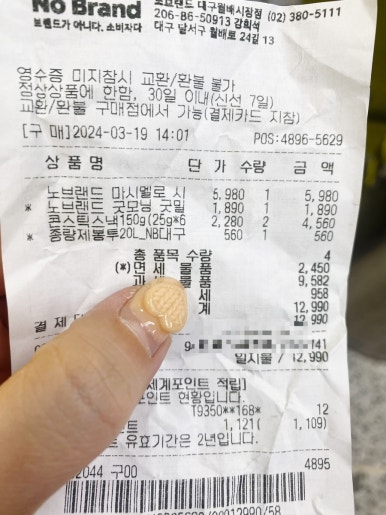 No Brand
노브랜드 대구월배시장점 (02) 380-5111
206-86-50913 강희석
브랜드가 아니다. 소비자다 대구 달서구 월배로 24길 13
영수증 미지참시 교환/환불 불가
정상상품에 한함, 30일 이내(신선 7일)
교환/환불 구매점에서 가능(결제카드 지참)
[구 매]2024-03-19 14:01 POS:4896-5629
상 품 명 단 가 수량 금 액
노브랜드 마시멜로 시 5,980 1 5,980
* 노브랜드 굿모닝 굿밀 1,890 1 1,890
콘스틱스낵150g(25g*6 2,280 2 4,560
* 종량제봉투20L_NB대구 560 1 560
총 품목 수량 4
(*)면 세 물 품 2,450
과 물 품 9,582
세 958
계 12,990
결 제 12,990
141
일시불 / 12,990
세계포인트 적립]
포인트 현황입니다.
T9350**168* 12
트 1,121( 1,109)
유효기간은 2년입니다.
2044 구00 4895